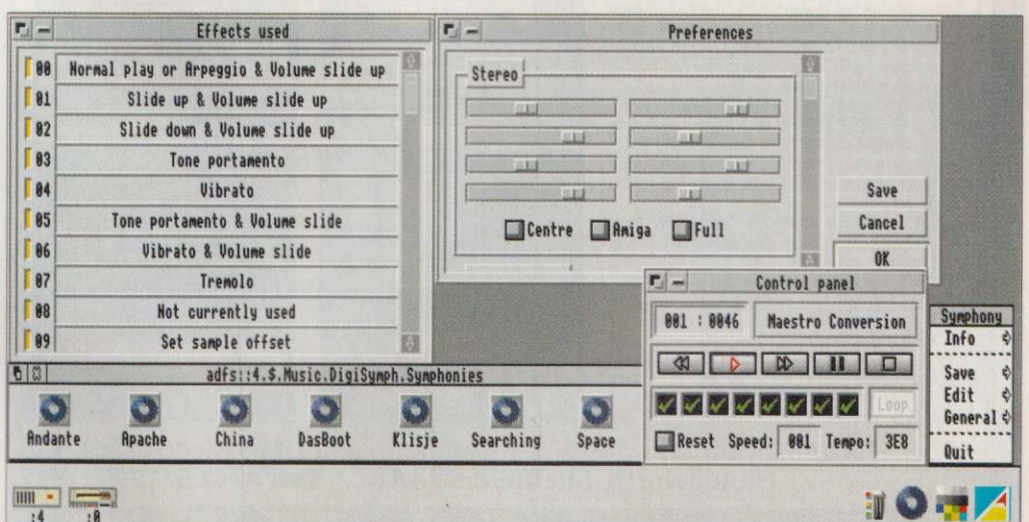 Effects used
00 Normal play or Arpeggio & Volume slide up
01 Slide up & Volume slide up
02 Slide down & Volume slide up
03 Tone portamento
04 Vibrato
05 Tone portamento & Volume slide
06 Vibrato & Volume slide
07 Tremolo
08 Not currently used
09 Set sample offset
Preferences
Stereo
Centre Amiga Full
Save
Cancel
OK
Control panel
001 : 0046 Maestro Conversion
Loop
Reset Speed: 001 Tempo: 3E8
Symphony
Info
Save
Edit
General
Quit
adfs::4.$.Music.DigiSymph.Symphonies
Andante Apache China DasBoot Klisje Searching Space
:4 :0